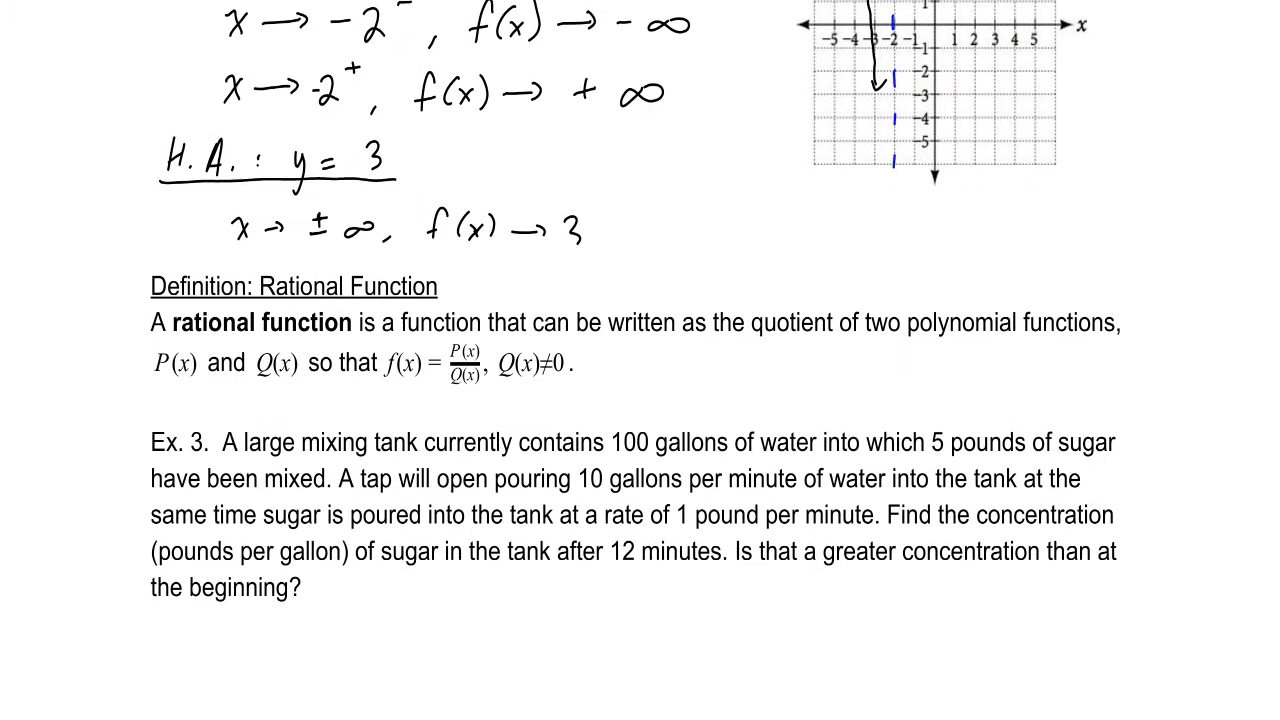 x → -2⁻, f(x) → - ∞
x → -2⁺, f(x) → + ∞
H.A.: y = 3
x → ± ∞, f(x) → 3
1
x
-5 -4 -3 -2 -1 1 2 3 4 5
-1
-2
-3
-4
-5
Definition: Rational Function
A rational function is a function that can be written as the quotient of two polynomial functions,
P(x) and Q(x) so that f(x) = P(x)/Q(x), Q(x)≠0.
Ex. 3. A large mixing tank currently contains 100 gallons of water into which 5 pounds of sugar
have been mixed. A tap will open pouring 10 gallons per minute of water into the tank at the
same time sugar is poured into the tank at a rate of 1 pound per minute. Find the concentration
(pounds per gallon) of sugar in the tank after 12 minutes. Is that a greater concentration than at
the beginning?